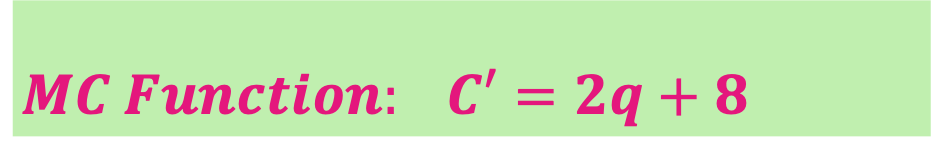 MC Function: C′ = 2q + 8